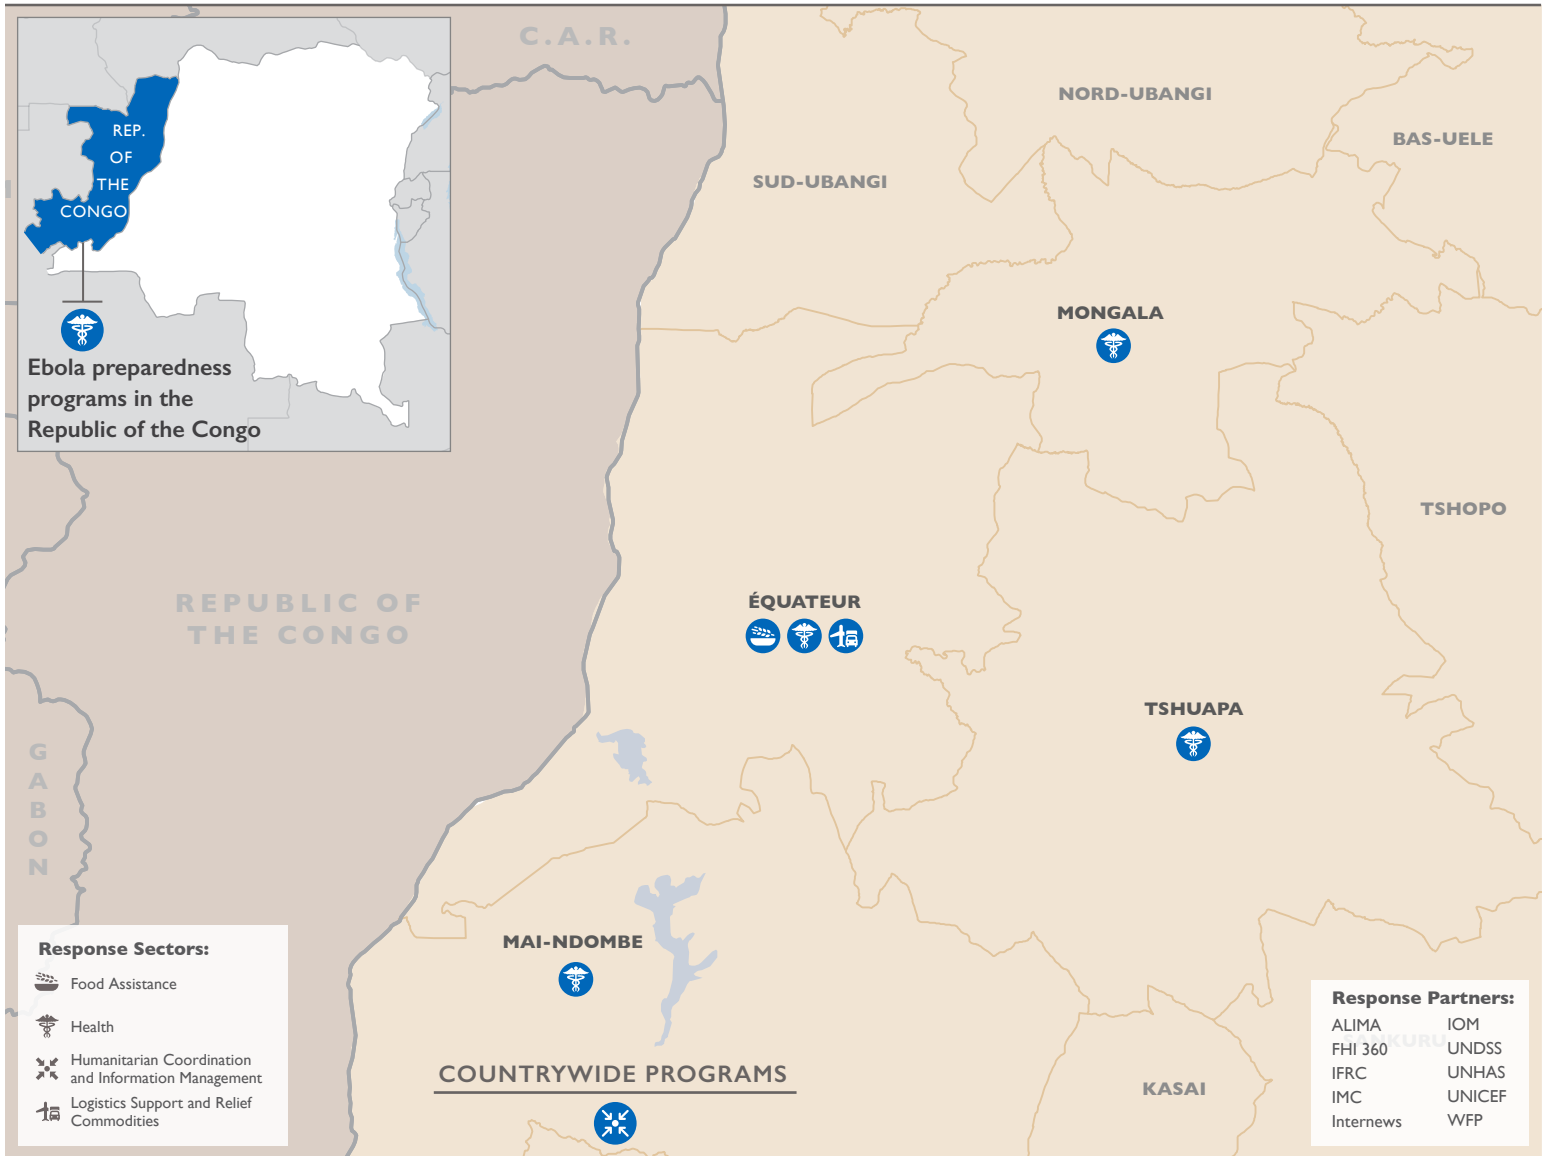 C.A.R.
NORD-UBANGI
BAS-UELE
SUD-UBANGI
REP.
OF
THE
CONGO
Ebola preparedness
programs in the
Republic of the Congo
MONGALA
TSHOPO
REPUBLIC OF
THE CONGO
ÉQUATEUR
TSHUAPA
G
A
B
O
N
MAI-NDOMBE
COUNTRYWIDE PROGRAMS
KASAI
SANKURU
Response Sectors:
Food Assistance
Health
Humanitarian Coordination
and Information Management
Logistics Support and Relief
Commodities
Response Partners:
ALIMA
FHI 360
IFRC
IMC
Internews
IOM
UNDSS
UNHAS
UNICEF
WFP